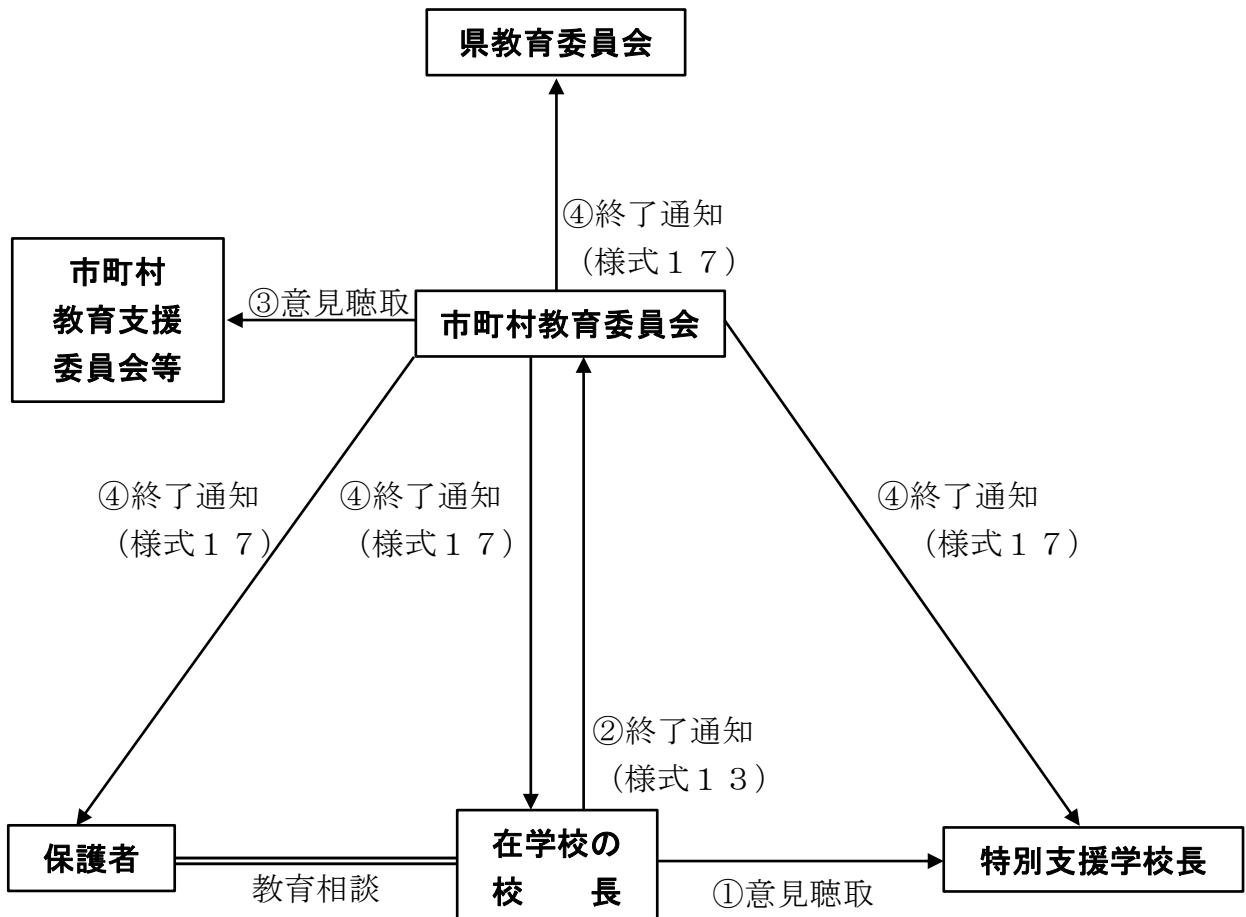 県教育委員会
④終了通知
（様式１７）
市町村
教育支援
委員会等
③意見聴取
市町村教育委員会
④終了通知
（様式１７）
④終了通知
（様式１７）
④終了通知
（様式１７）
②終了通知
（様式１３）
保護者
教育相談
在学校の
校　　長
①意見聴取
特別支援学校長